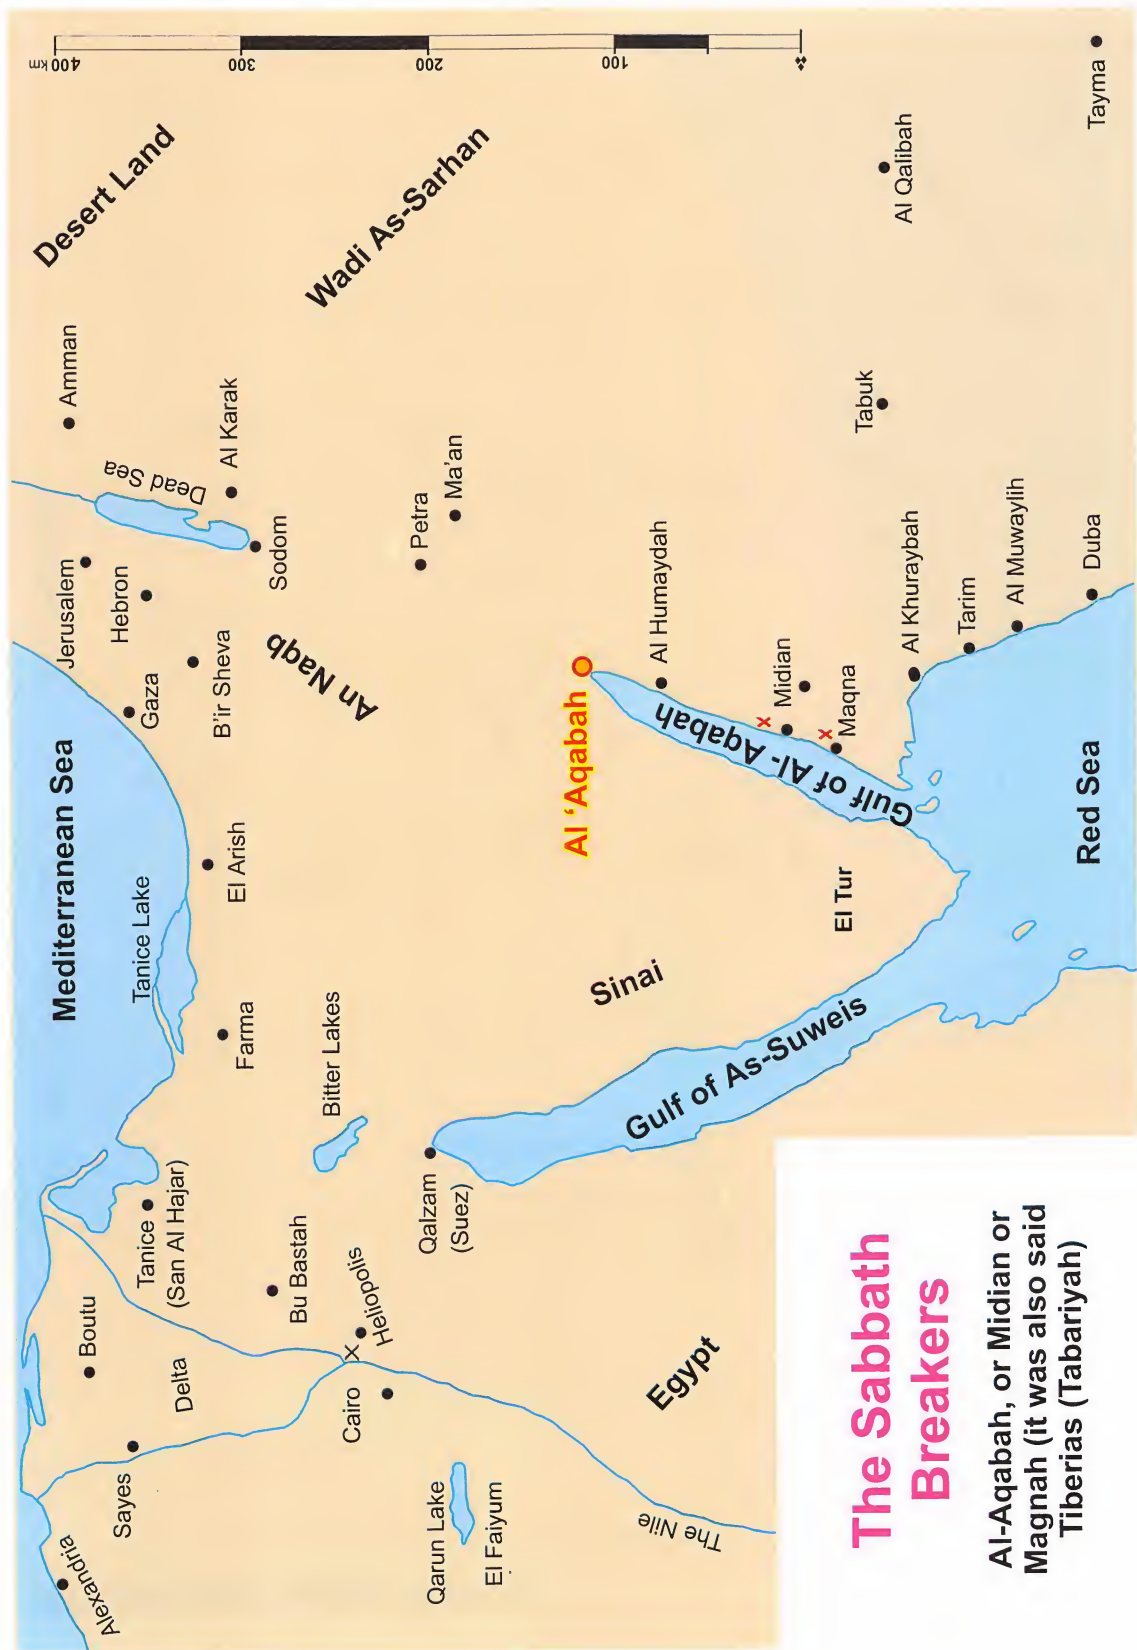 Mediterranean Sea
Alexandria
Sayes
Boutu
Delta
Tanice
(San Al Hajar)
Tanice Lake
Farma
El Arish
Gaza
B'ir Sheva
Jerusalem
Hebron
Dead Sea
Amman
Al Karak
Sodom
Desert Land
400 km
300
200
100
Wadi As-Sarhan
An Naqb
Bu Bastah
Bitter Lakes
Heliopolis
X
Cairo
Qarun Lake
El Faiyum
The Nile
Egypt
Qalzam
(Suez)
Petra
Ma'an
Al 'Aqabah
Sinai
Gulf of As-Suweis
El Tur
Gulf of Al- Aqabah
Al Humaydah
x
Midian
x
Maqna
Al Khuraybah
Tarim
Al Muwaylih
Duba
Tabuk
Al Qalibah
Tayma
Red Sea
The Sabbath
Breakers
Al-Aqabah, or Midian or
Magnah (it was also said
Tiberias (Tabariyah)